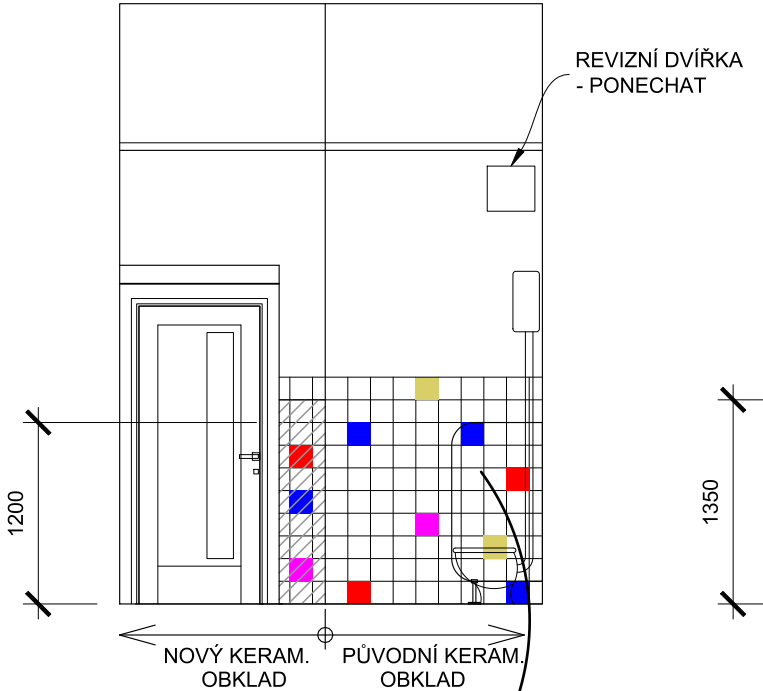 REVIZNÍ DVÍŘKA
- PONECHAT
1200
1350
NOVÝ KERAM.
OBKLAD
PŮVODNÍ KERAM.
OBKLAD